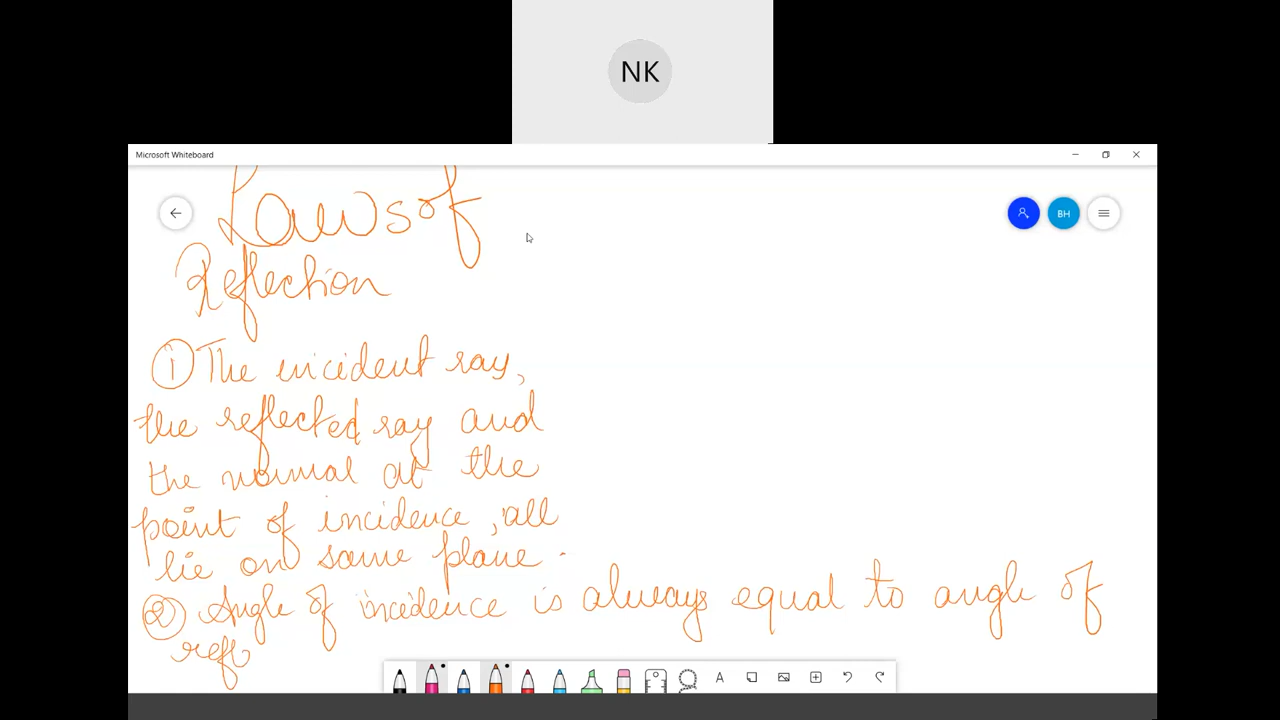 NK
Microsoft Whiteboard
BH
Laws of
Reflection
① The incident ray,
the reflected ray and
the normal at the
point of incidence, all
lie on same plane.
② Angle of incidence is always equal to angle of
refl
A